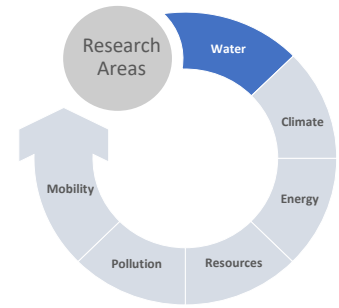 Research
Areas
Water
Climate
Energy
Resources
Pollution
Mobility